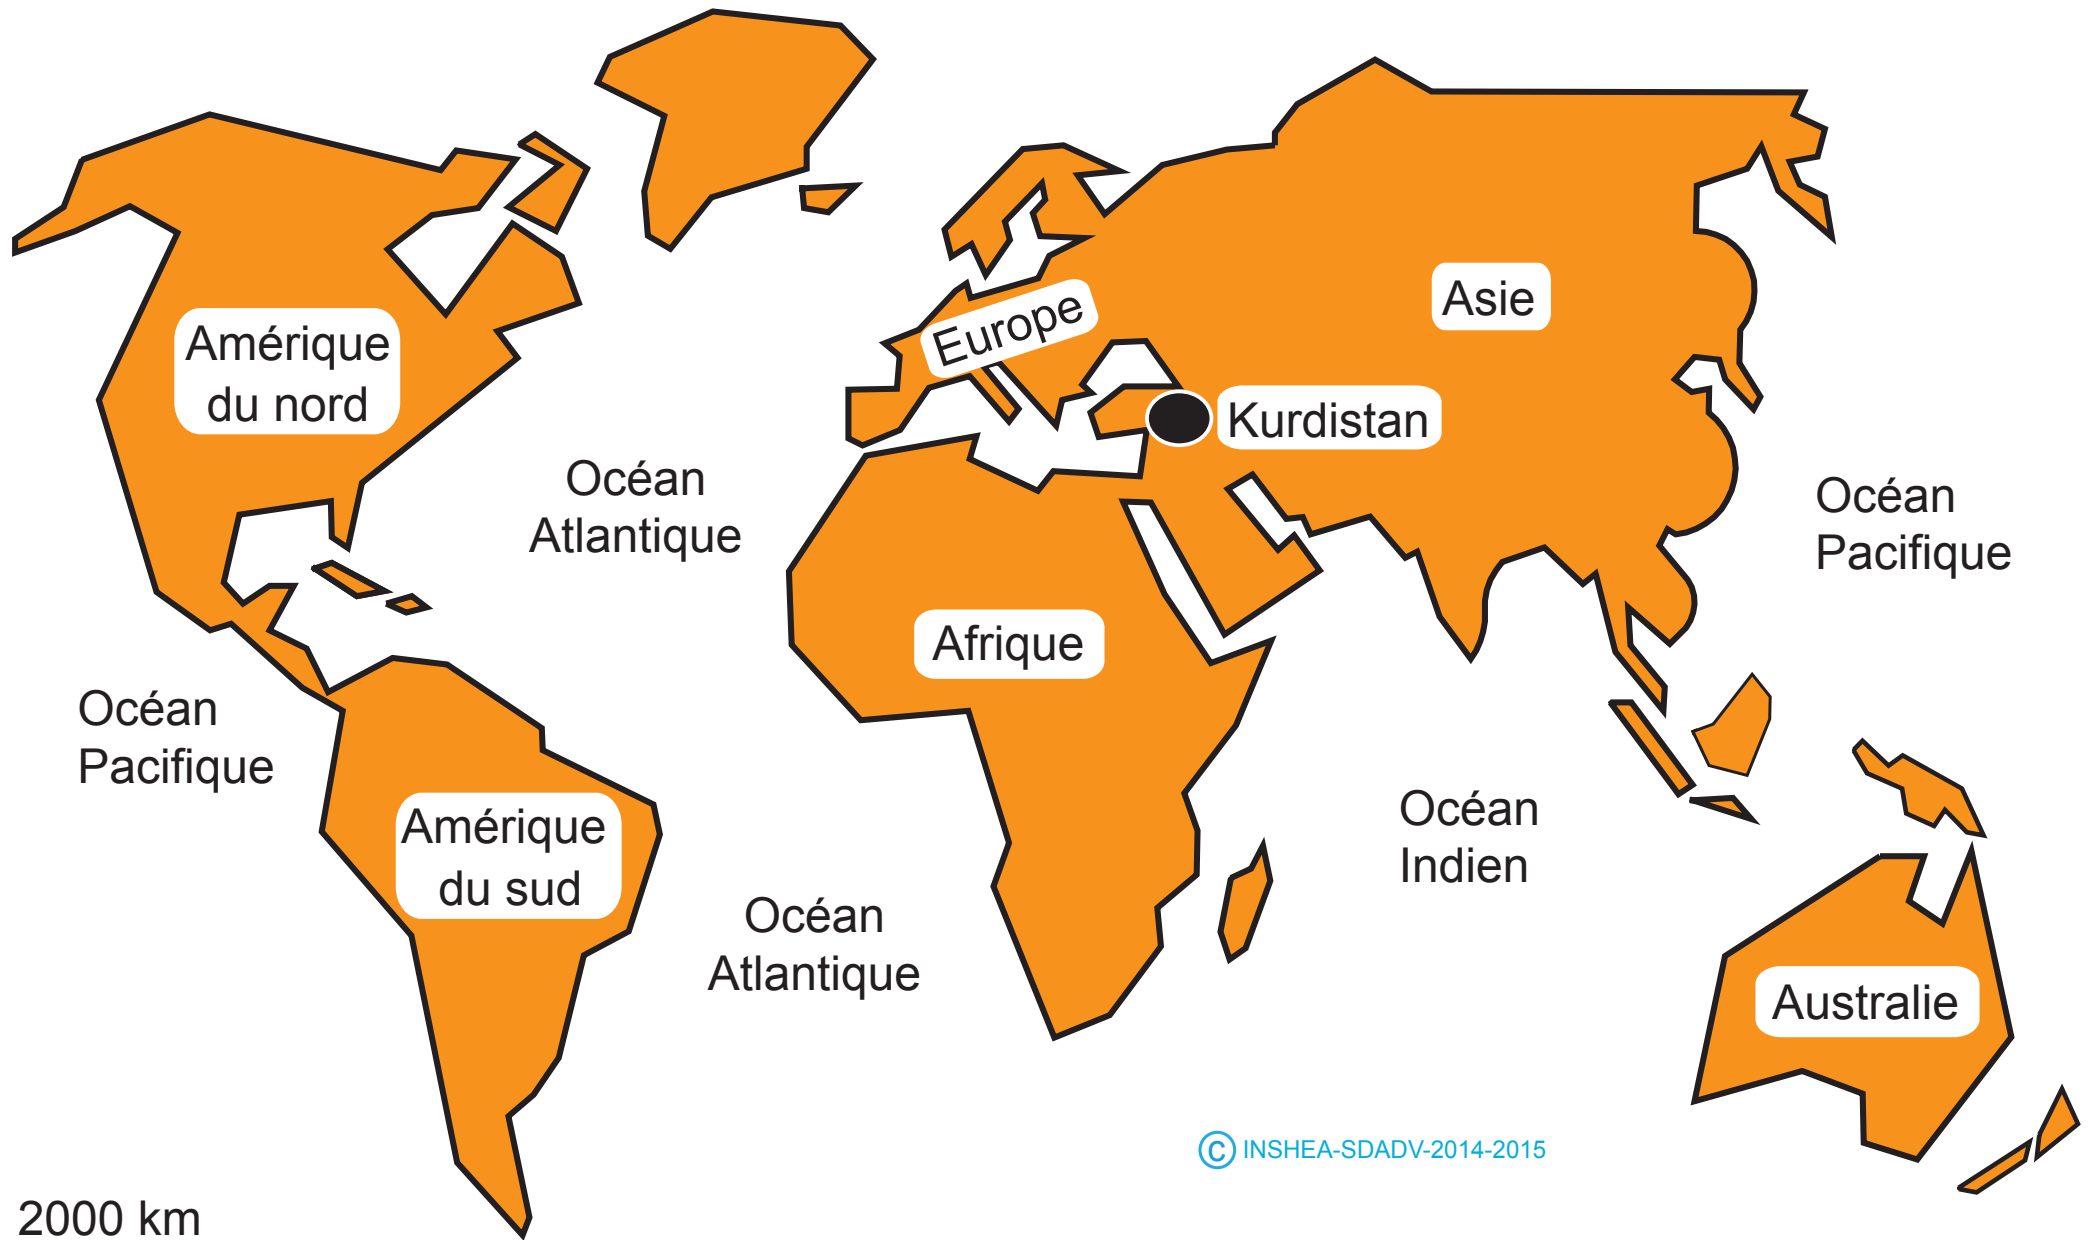 Asie
Europe
Amérique
du nord
Kurdistan
Océan
Atlantique
Océan
Pacifique
Afrique
Océan
Pacifique
Amérique
du sud
Océan
Indien
Océan
Atlantique
Australie
© INSHEA-SDADV-2014-2015
2000 km